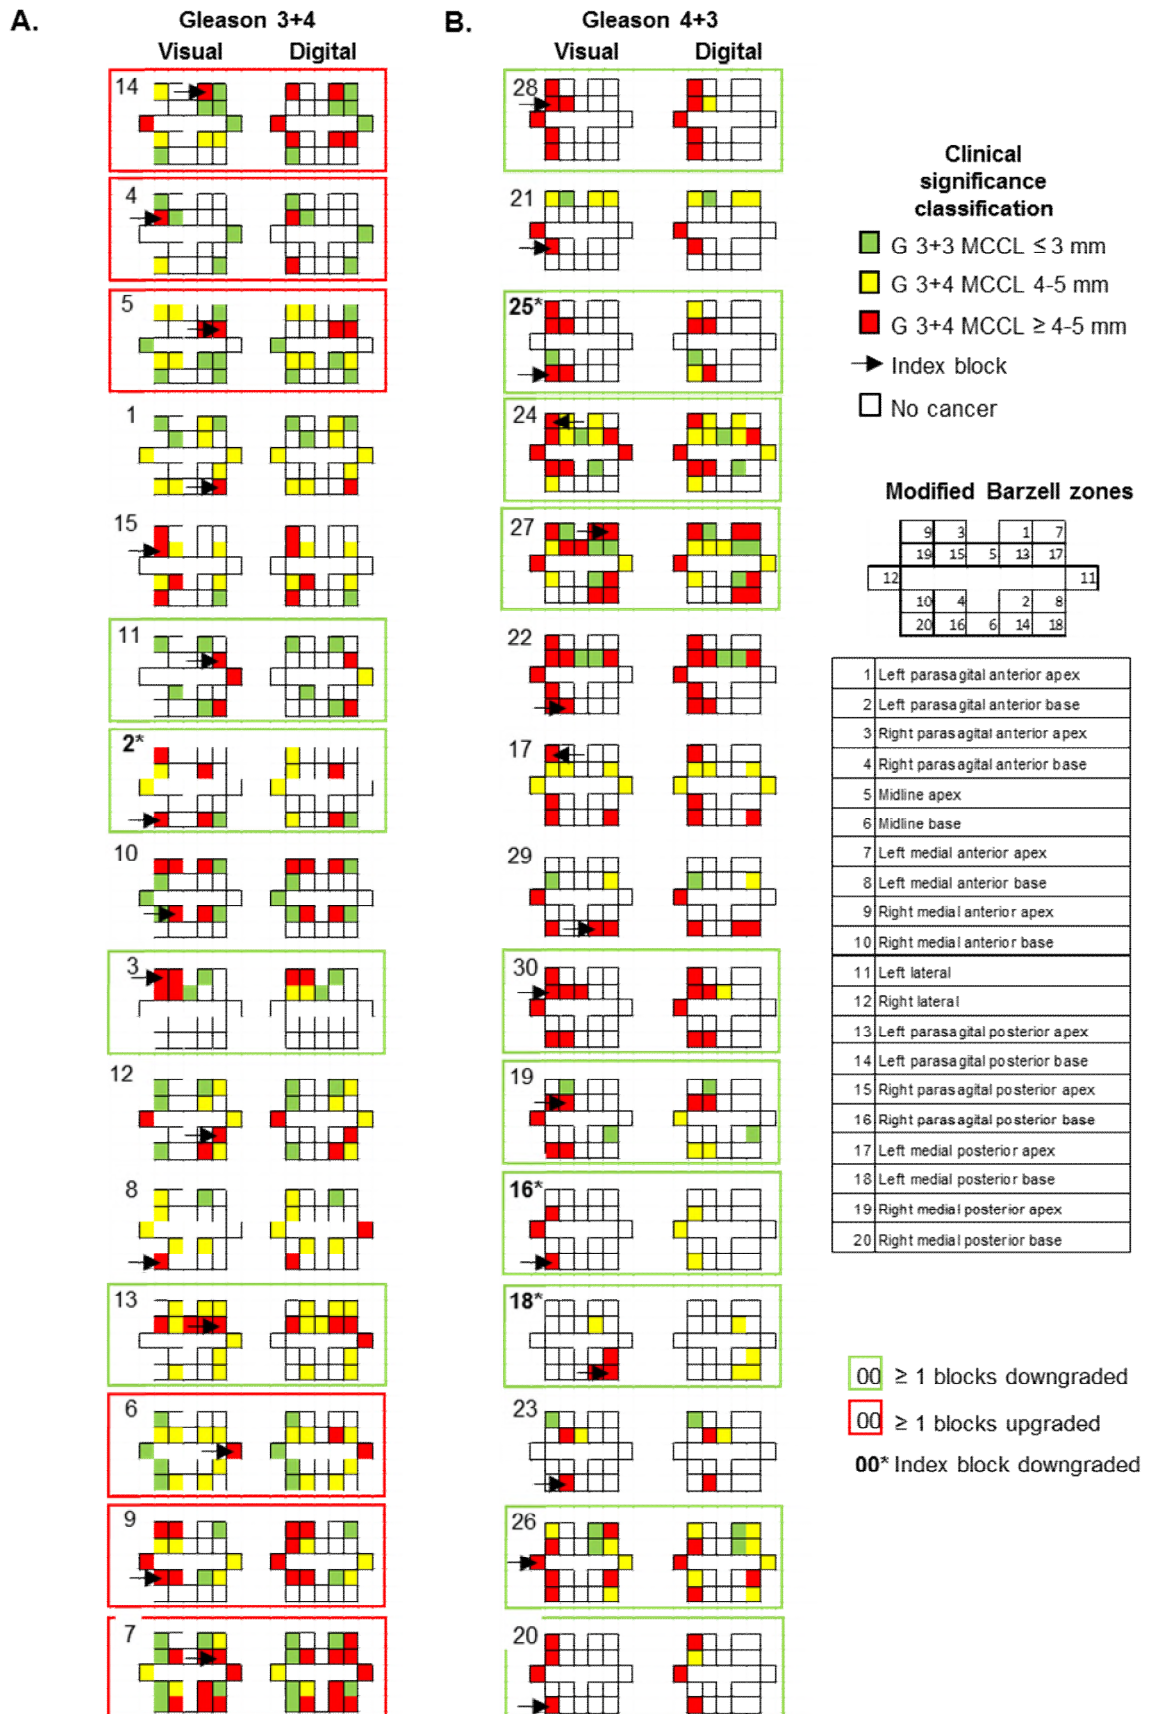 A.
Gleason 3+4
Visual Digital
14
4
5
1
15
11
2*
10
3
12
8
13
6
9
7
B.
Gleason 4+3
Visual Digital
28
21
25*
24
27
22
17
29
30
19
16*
18*
23
26
20
Clinical
significance
classification
G 3+3 MCCL ≤ 3 mm
G 3+4 MCCL 4-5 mm
G 3+4 MCCL ≥ 4-5 mm
Index block
No cancer
Modified Barzell zones
9 3 1 7
19 15 5 13 17
12 11
10 4 2 8
20 16 6 14 18
1 Left parasagital anterior apex
2 Left parasagital anterior base
3 Right parasagital anterior apex
4 Right parasagital anterior base
5 Midline apex
6 Midline base
7 Left medial anterior apex
8 Left medial anterior base
9 Right medial anterior apex
10 Right medial anterior base
11 Left lateral
12 Right lateral
13 Left parasagital posterior apex
14 Left parasagital posterior base
15 Right parasagital posterior apex
16 Right parasagital posterior base
17 Left medial posterior apex
18 Left medial posterior base
19 Right medial posterior apex
20 Right medial posterior base
00 ≥ 1 blocks downgraded
00 ≥ 1 blocks upgraded
00* Index block downgraded